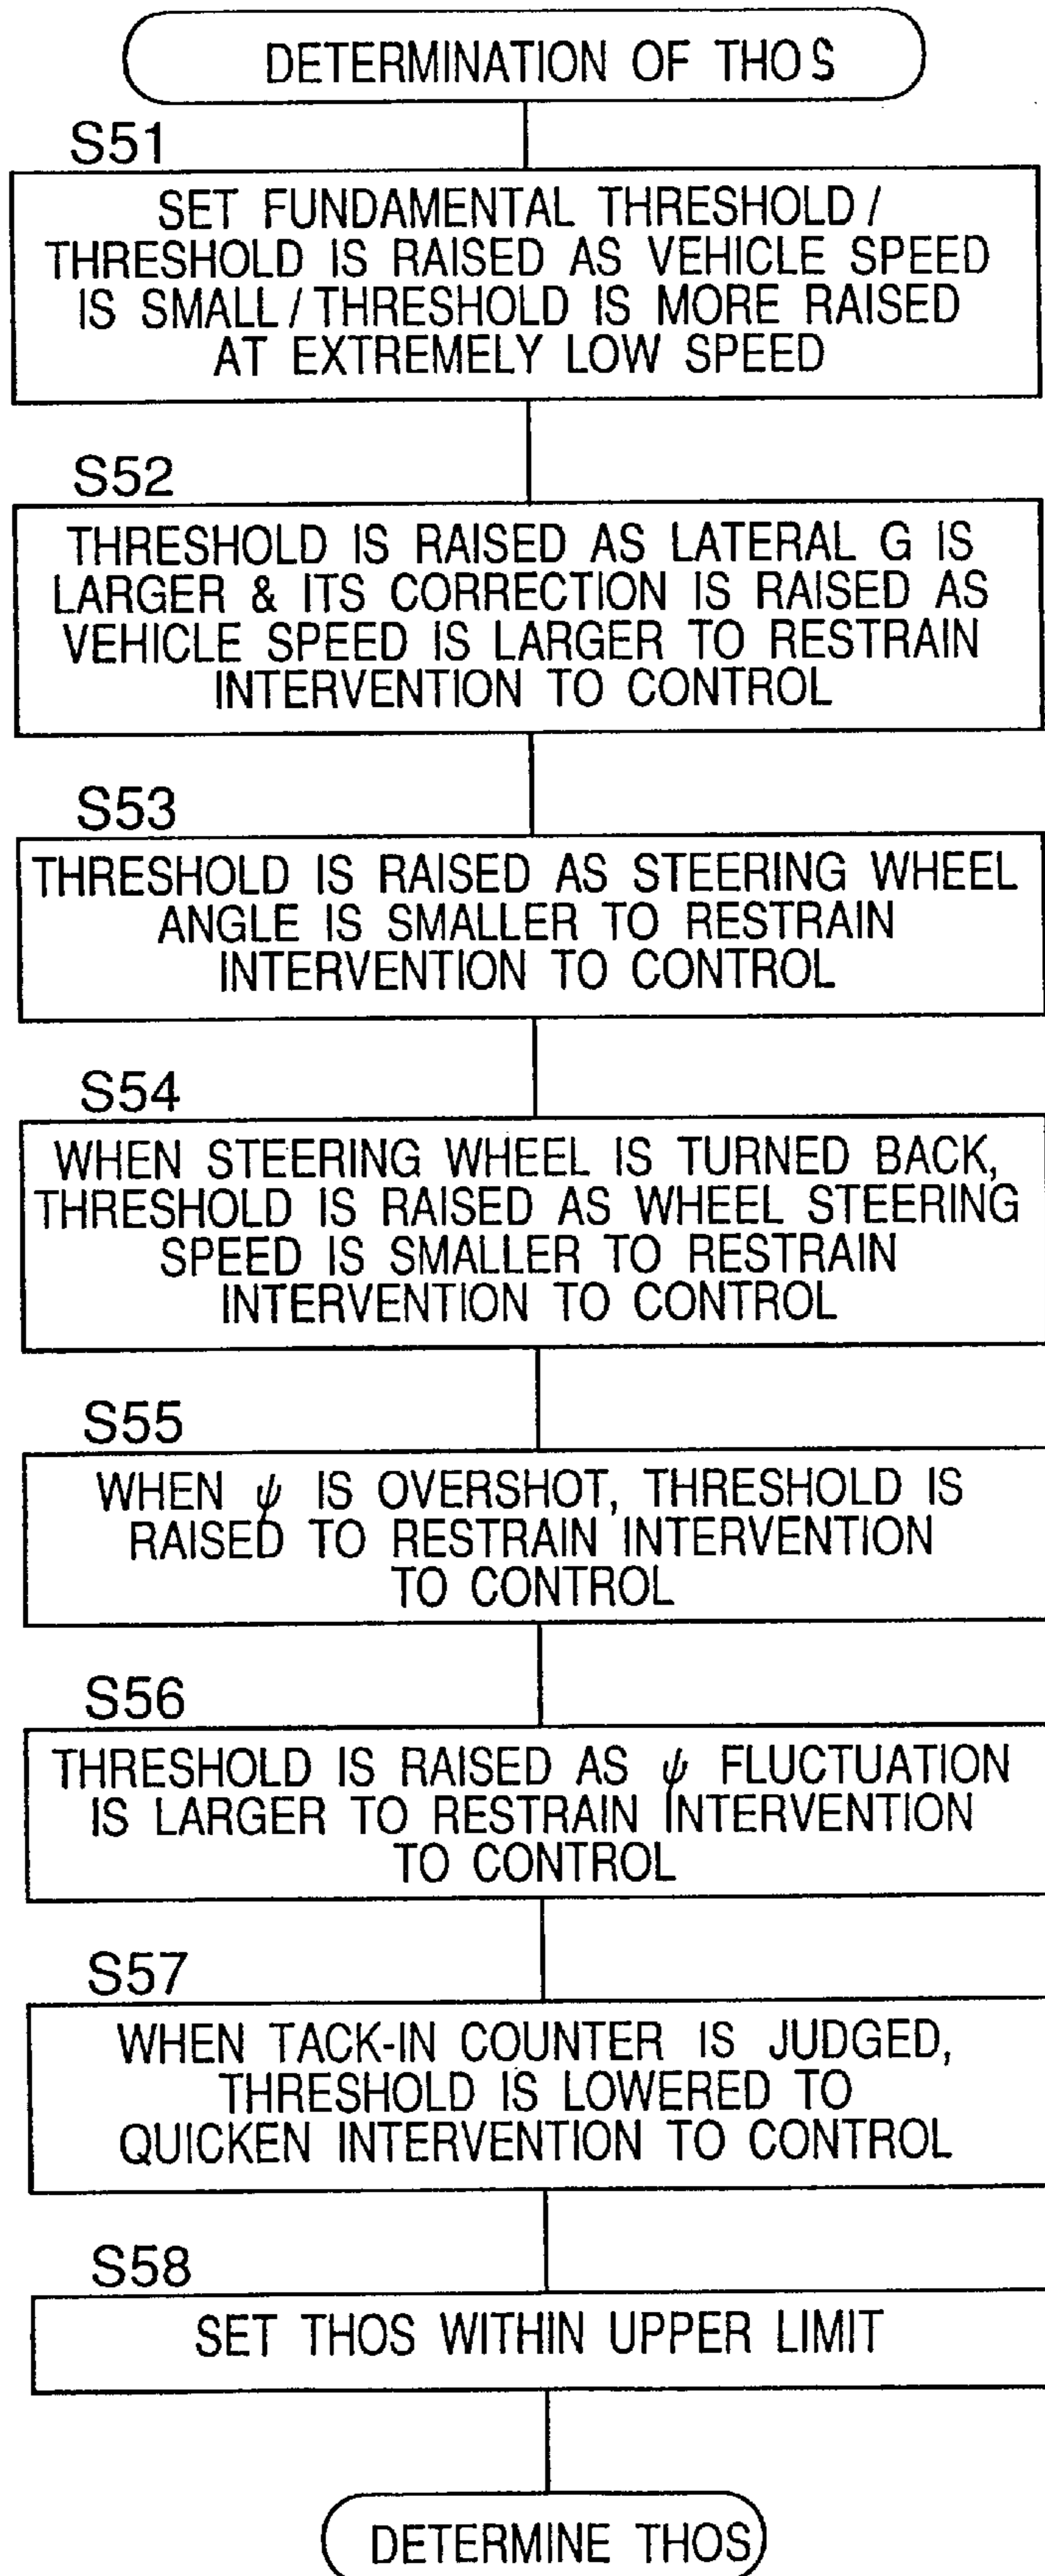 DETERMINATION OF THOS
S51
SET FUNDAMENTAL THRESHOLD/
THRESHOLD IS RAISED AS VEHICLE SPEED
IS SMALL/THRESHOLD IS MORE RAISED
AT EXTREMELY LOW SPEED
S52
THRESHOLD IS RAISED AS LATERAL G IS
LARGER & ITS CORRECTION IS RAISED AS
VEHICLE SPEED IS LARGER TO RESTRAIN
INTERVENTION TO CONTROL
S53
THRESHOLD IS RAISED AS STEERING WHEEL
ANGLE IS SMALLER TO RESTRAIN
INTERVENTION TO CONTROL
S54
WHEN STEERING WHEEL IS TURNED BACK,
THRESHOLD IS RAISED AS WHEEL STEERING
SPEED IS SMALLER TO RESTRAIN
INTERVENTION TO CONTROL
S55
WHEN ψ IS OVERSHOT, THRESHOLD IS
RAISED TO RESTRAIN INTERVENTION
TO CONTROL
S56
THRESHOLD IS RAISED AS ψ FLUCTUATION
IS LARGER TO RESTRAIN INTERVENTION
TO CONTROL
S57
WHEN TACK-IN COUNTER IS JUDGED,
THRESHOLD IS LOWERED TO
QUICKEN INTERVENTION TO CONTROL
S58
SET THOS WITHIN UPPER LIMIT
DETERMINE THOS